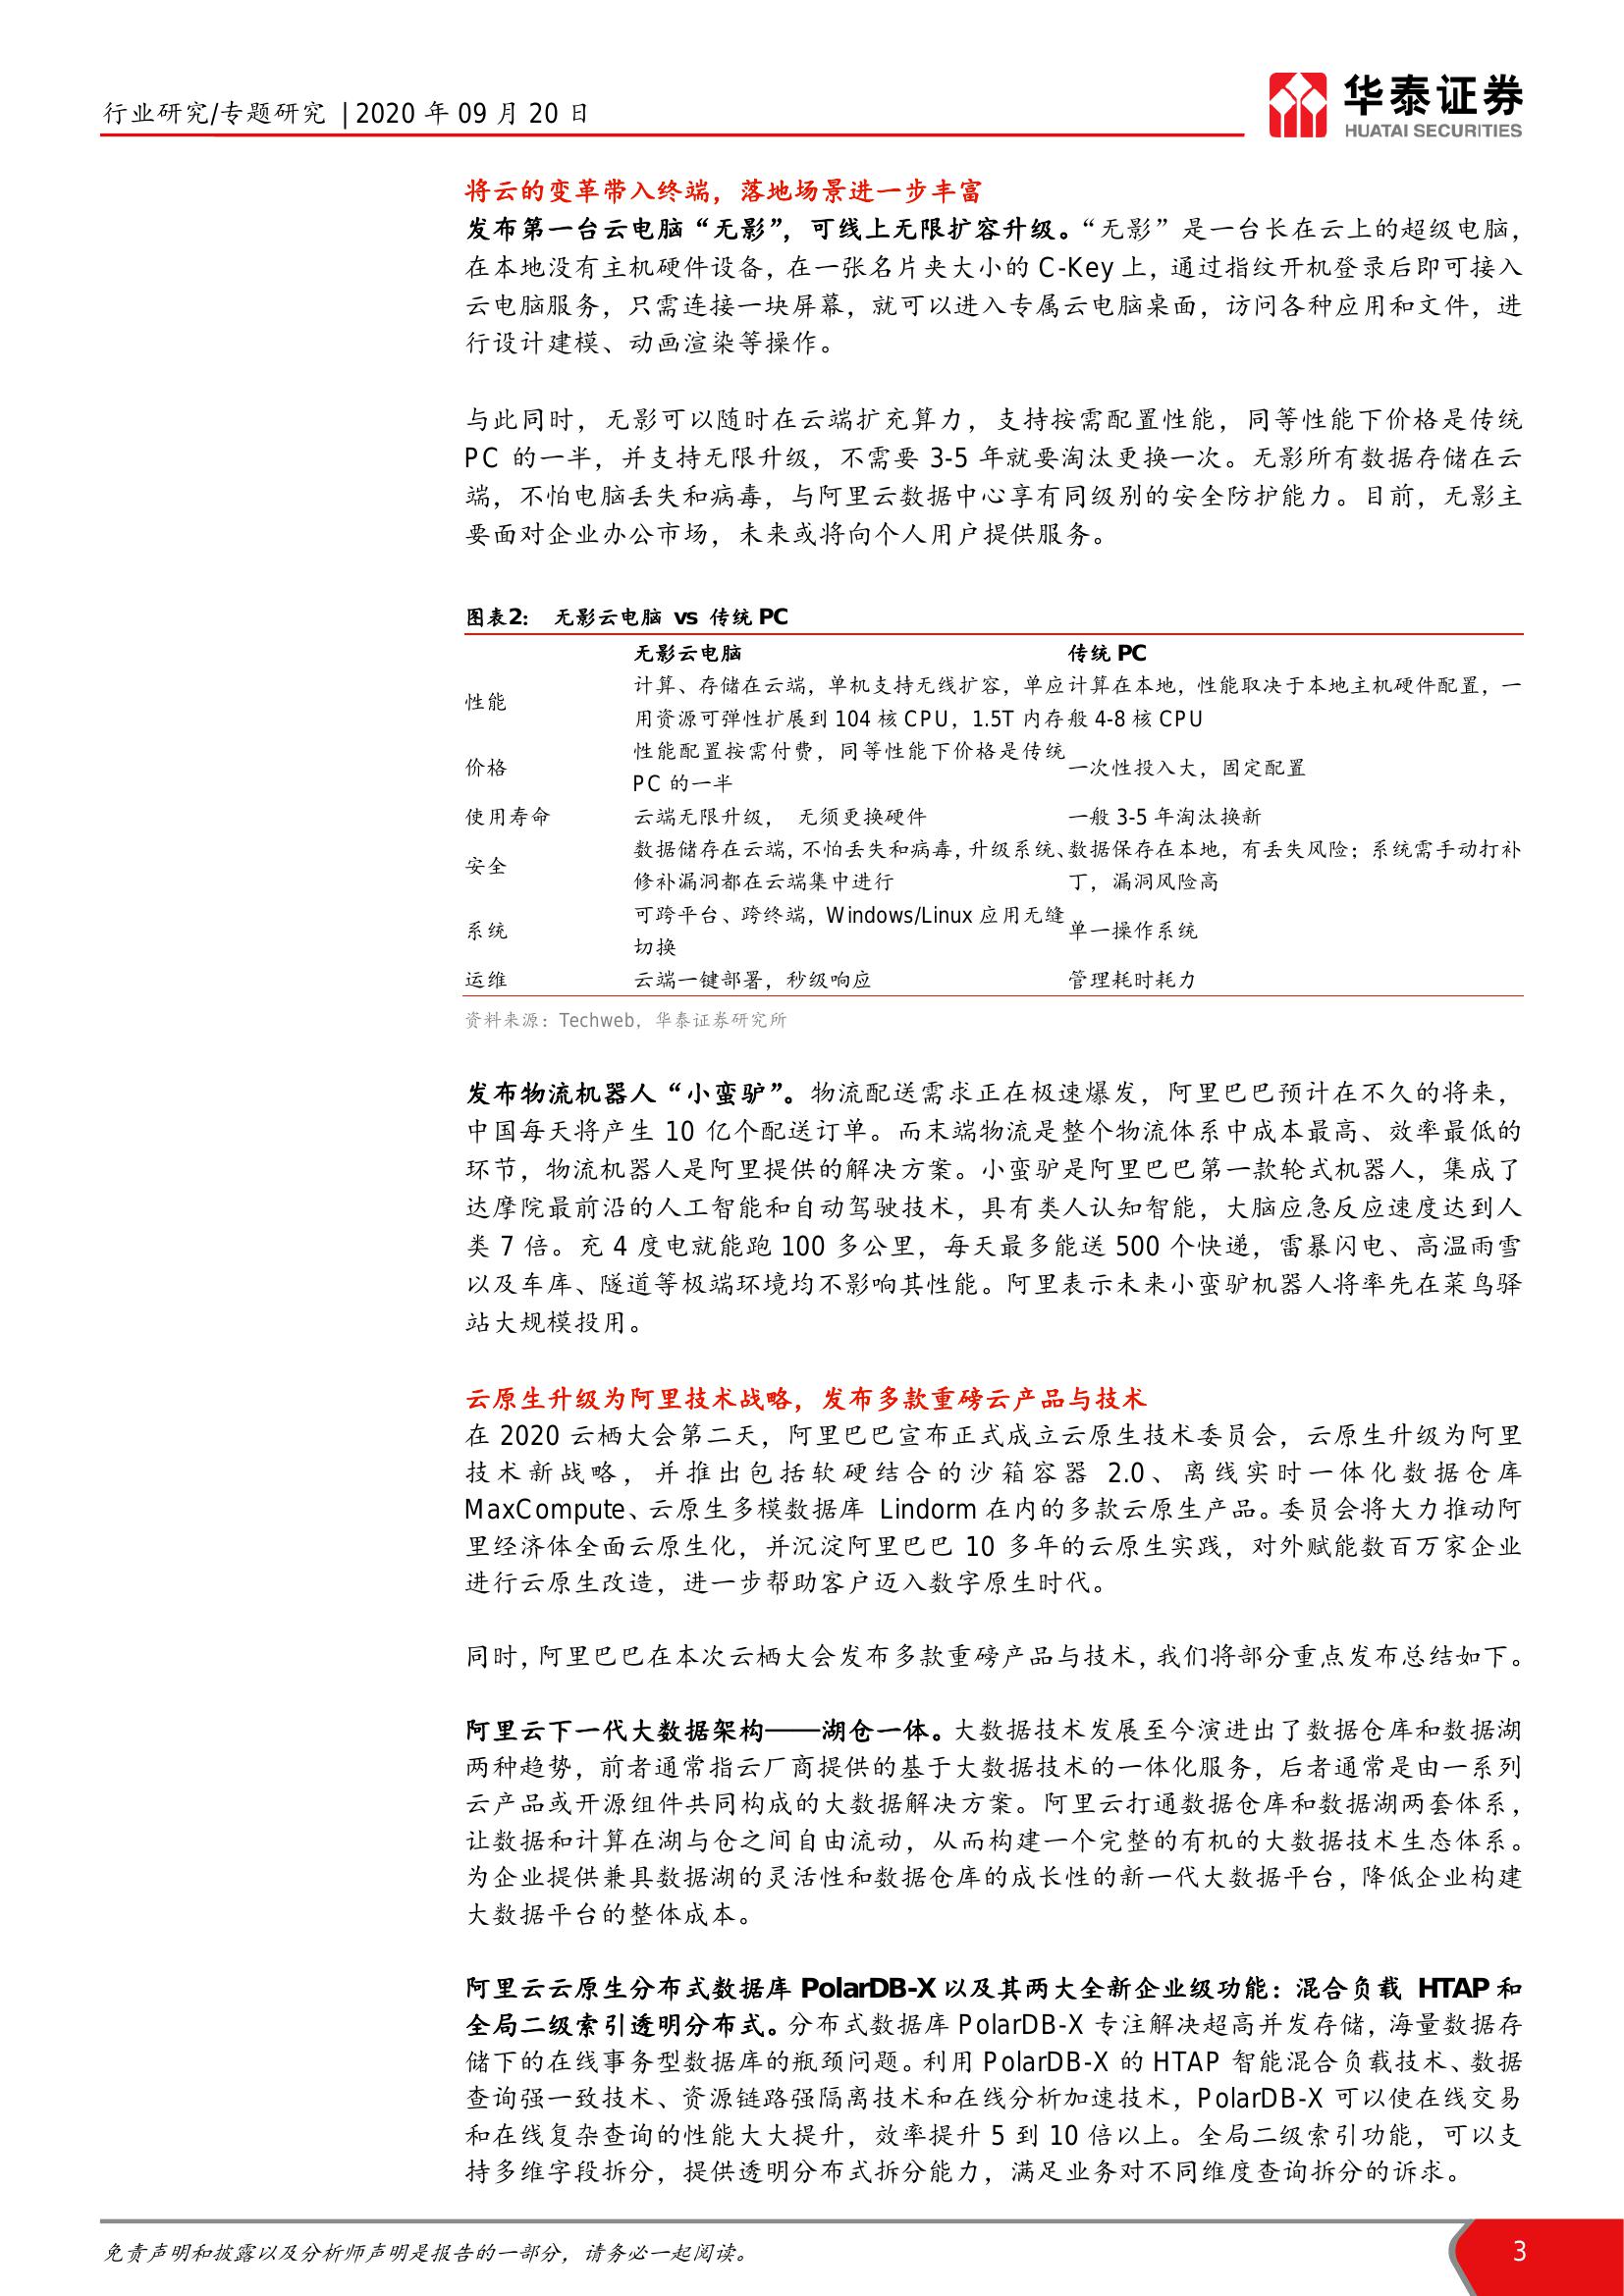 行业研究/专题研究 | 2020 年 09 月 20 日
华泰证券
HUATAI SECURITIES
将云的变革带入终端，落地场景进一步丰富
发布第一台云电脑“无影”，可线上无限扩容升级。“无影”是一台长在云上的超级电脑，
在本地没有主机硬件设备，在一张名片夹大小的 C-Key 上，通过指纹开机登录后即可接入
云电脑服务，只需连接一块屏幕，就可以进入专属云电脑桌面，访问各种应用和文件，进
行设计建模、动画渲染等操作。
与此同时，无影可以随时在云端扩充算力，支持按需配置性能，同等性能下价格是传统
PC 的一半，并支持无限升级，不需要 3-5 年就要淘汰更换一次。无影所有数据存储在云
端，不怕电脑丢失和病毒，与阿里云数据中心享有同级别的安全防护能力。目前，无影主
要面对企业办公市场，未来或将向个人用户提供服务。
图表2： 无影云电脑 vs 传统 PC
无影云电脑 传统 PC
性能 计算、存储在云端，单机支持无线扩容，单应 计算在本地，性能取决于本地主机硬件配置，一
用资源可弹性扩展到 104 核 CPU，1.5T 内存 般 4-8 核 CPU
价格 性能配置按需付费，同等性能下价格是传统 一次性投入大，固定配置
PC 的一半
使用寿命 云端无限升级， 无须更换硬件 一般 3-5 年淘汰换新
安全 数据储存在云端，不怕丢失和病毒，升级系统、 数据保存在本地，有丢失风险；系统需手动打补
修补漏洞都在云端集中进行 丁，漏洞风险高
系统 可跨平台、跨终端，Windows/Linux 应用无缝 单一操作系统
切换
运维 云端一键部署，秒级响应 管理耗时耗力
资料来源：Techweb，华泰证券研究所
发布物流机器人“小蛮驴”。物流配送需求正在极速爆发，阿里巴巴预计在不久的将来，
中国每天将产生 10 亿个配送订单。而末端物流是整个物流体系中成本最高、效率最低的
环节，物流机器人是阿里提供的解决方案。小蛮驴是阿里巴巴第一款轮式机器人，集成了
达摩院最前沿的人工智能和自动驾驶技术，具有类人认知智能，大脑应急反应速度达到人
类 7 倍。充 4 度电就能跑 100 多公里，每天最多能送 500 个快递，雷暴闪电、高温雨雪
以及车库、隧道等极端环境均不影响其性能。阿里表示未来小蛮驴机器人将率先在菜鸟驿
站大规模投用。
云原生升级为阿里技术战略，发布多款重磅云产品与技术
在 2020 云栖大会第二天，阿里巴巴宣布正式成立云原生技术委员会，云原生升级为阿里
技术新战略，并推出包括软硬结合的沙箱容器 2.0、离线实时一体化数据仓库
MaxCompute、云原生多模数据库 Lindorm 在内的多款云原生产品。委员会将大力推动阿
里经济体全面云原生化，并沉淀阿里巴巴 10 多年的云原生实践，对外赋能数百万家企业
进行云原生改造，进一步帮助客户迈入数字原生时代。
同时，阿里巴巴在本次云栖大会发布多款重磅产品与技术，我们将部分重点发布总结如下。
阿里云下一代大数据架构——湖仓一体。大数据技术发展至今演进出了数据仓库和数据湖
两种趋势，前者通常指云厂商提供的基于大数据技术的一体化服务，后者通常是由一系列
云产品或开源组件共同构成的大数据解决方案。阿里云打通数据仓库和数据湖两套体系，
让数据和计算在湖与仓之间自由流动，从而构建一个完整的有机的大数据技术生态体系。
为企业提供兼具数据湖的灵活性和数据仓库的成长性的新一代大数据平台，降低企业构建
大数据平台的整体成本。
阿里云云原生分布式数据库 PolarDB-X 以及其两大全新企业级功能：混合负载 HTAP 和
全局二级索引透明分布式。分布式数据库 PolarDB-X 专注解决超高并发存储，海量数据存
储下的在线事务型数据库的瓶颈问题。利用 PolarDB-X 的 HTAP 智能混合负载技术、数据
查询强一致技术、资源链路强隔离技术和在线分析加速技术，PolarDB-X 可以使在线交易
和在线复杂查询的性能大大提升，效率提升 5 到 10 倍以上。全局二级索引功能，可以支
持多维字段拆分，提供透明分布式拆分能力，满足业务对不同维度查询拆分的诉求。
免责声明和披露以及分析师声明是报告的一部分，请务必一起阅读。
3